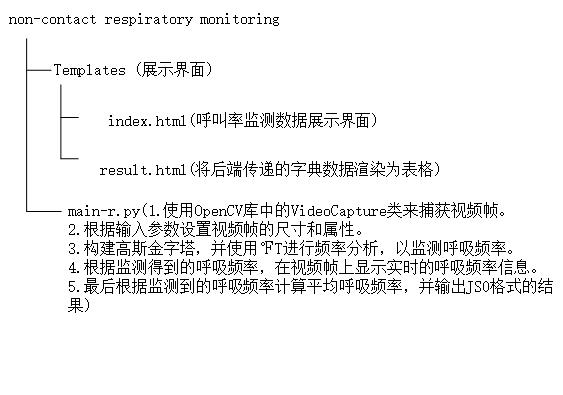 non-contact respiratory monitoring
Templates (展示界面)
index.html(呼叫率监测数据展示界面)
result.html(将后端传递的字典数据渲染为表格)
main-r.py(1.使用OpenCV库中的VideoCapture类来捕获视频帧。
2.根据输入参数设置视频帧的尺寸和属性。
3.构建高斯金字塔，并使用℉T进行频率分析，以监测呼吸频率。
4.根据监测得到的呼吸频率，在视频帧上显示实时的呼吸频率信息。
5.最后根据监测到的呼吸频率计算平均呼吸频率，并输出JSO格式的结
果)